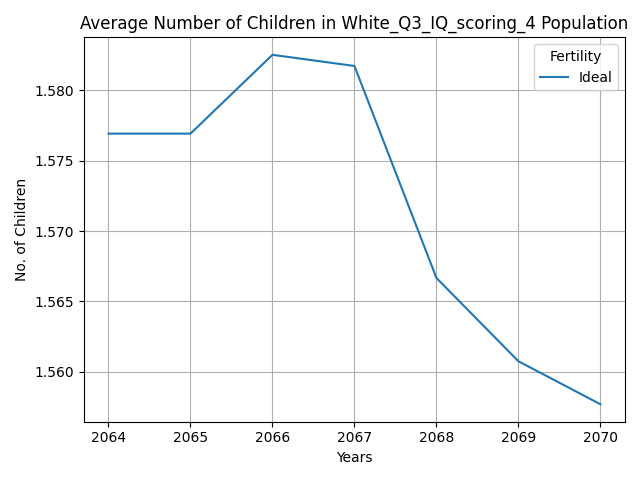 Average Number of Children in White_Q3_IQ_scoring_4 Population
Fertility
Ideal
1.580
1.575
1.570
1.565
1.560
No. of Children
2064 2065 2066 2067 2068 2069 2070
Years